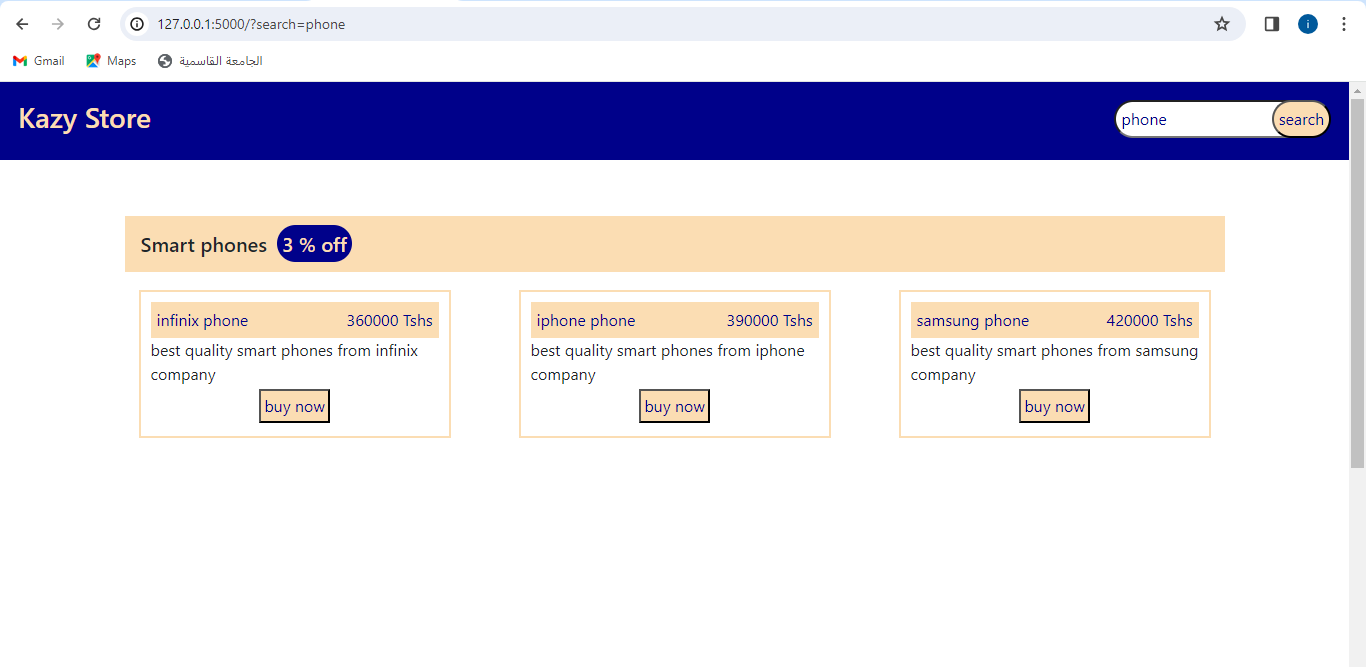 127.0.0.1:5000/?search=phone
i
Gmail Maps الجامعة القاسمية
Kazy Store phone search
Smart phones 3 % off
infinix phone 360000 Tshs
best quality smart phones from infinix
company
buy now
iphone phone 390000 Tshs
best quality smart phones from iphone
company
buy now
samsung phone 420000 Tshs
best quality smart phones from samsung
company
buy now